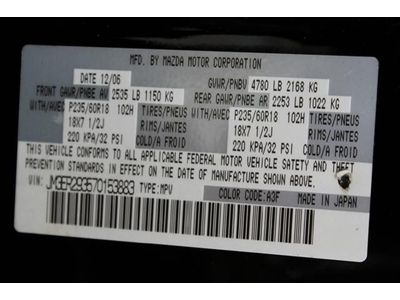 MFD. BY MAZDA MOTOR CORPORATION
DATE 12/06 GVWR/PNBV 4780 LB 2168 KG
FRONT GAWR/PNBE AV 2535 LB 1150 KG REAR GAWR/PNBE AR 2253 LB 1022 KG
WITH/AVEC P235/60R18 102H TIRES/PNEUS WITH/AVEC P235/60R18 102H TIRES/PNEUS
18X7 1/2J RIMS/JANTES 18X7 1/2J RIMS/JANTES
220 KPA/32 PSI COLD/A FROID 220 KPA/32 PSI COLD/A FROID
THIS VEHICLE CONFORMS TO ALL APPLICABLE FEDERAL MOTOR VEHICLE SAFETY AND THEFT
PREVENTION STANDARDS IN EFFECT ON THE DATE OF MANUFACTURE SHOWN ABOVE.
JM3ER293570153883 TYPE:MPV COLOR CODE: A3F MADE IN JAPAN